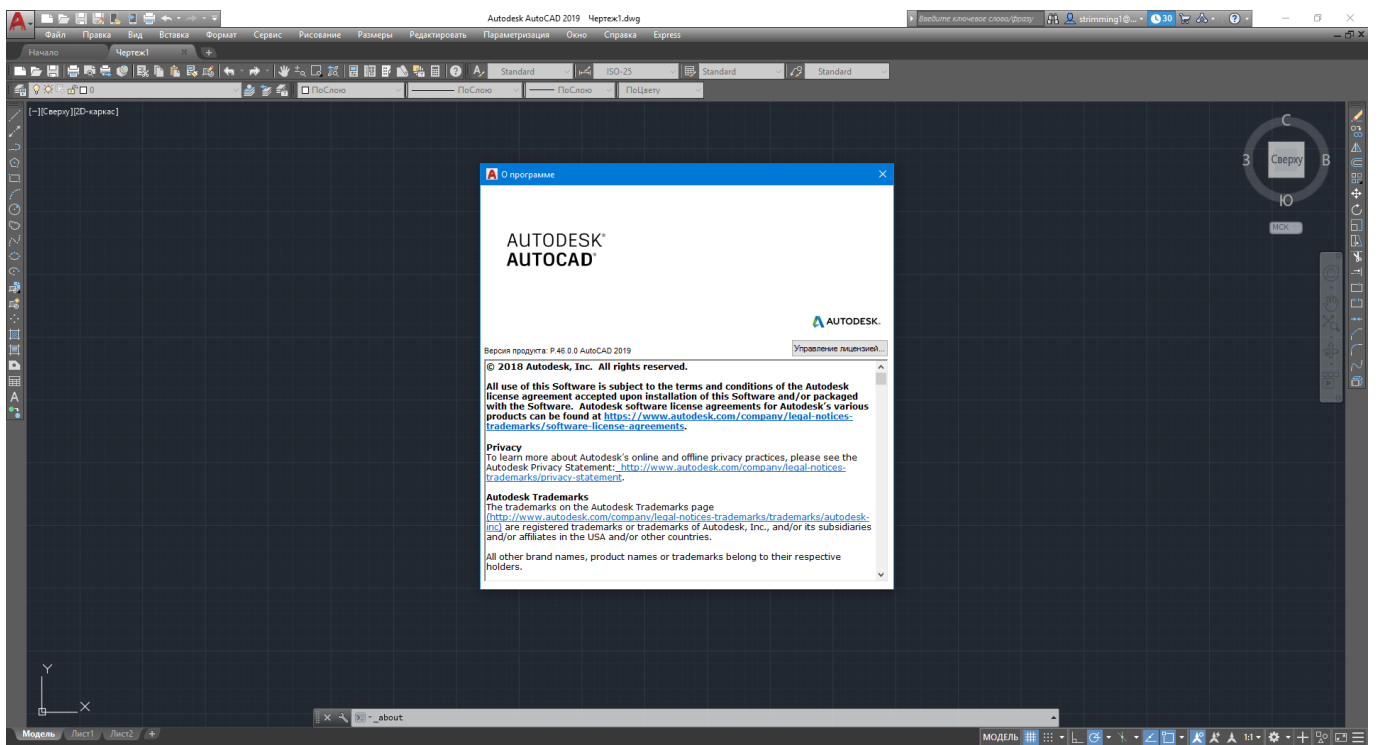 Autodesk AutoCAD 2019 Чертеж1.dwg
Введите ключевое слово/фразу
strimming1@...
30
Файл Правка Вид Вставка Формат Сервис Рисование Размеры Редактировать Параметризация Окно Справка Express
Начало Чертеж1
Standard ISO-25 Standard Standard
0 ПоСлою ПоСлою ПоСлою ПоЦвету
[−][Сверху][2D-каркас]
С
З Сверху В
Ю
МСК
О программе
AUTODESK®
AUTOCAD®
AUTODESK.
Версия продукта: P.46.0.0 AutoCAD 2019
Управление лицензией...
© 2018 Autodesk, Inc. All rights reserved.
All use of this Software is subject to the terms and conditions of the Autodesk
license agreement accepted upon installation of this Software and/or packaged
with the Software. Autodesk software license agreements for Autodesk's various
products can be found at https://www.autodesk.com/company/legal-notices-
trademarks/software-license-agreements.
Privacy
To learn more about Autodesk's online and offline privacy practices, please see the
Autodesk Privacy Statement: http://www.autodesk.com/company/legal-notices-
trademarks/privacy-statement.
Autodesk Trademarks
The trademarks on the Autodesk Trademarks page
(http://www.autodesk.com/company/legal-notices-trademarks/trademarks/autodesk-
inc) are registered trademarks or trademarks of Autodesk, Inc., and/or its subsidiaries
and/or affiliates in the USA and/or other countries.
All other brand names, product names or trademarks belong to their respective
holders.
Y
X
_about
Модель Лист1 Лист2 +
МОДЕЛЬ
1:1